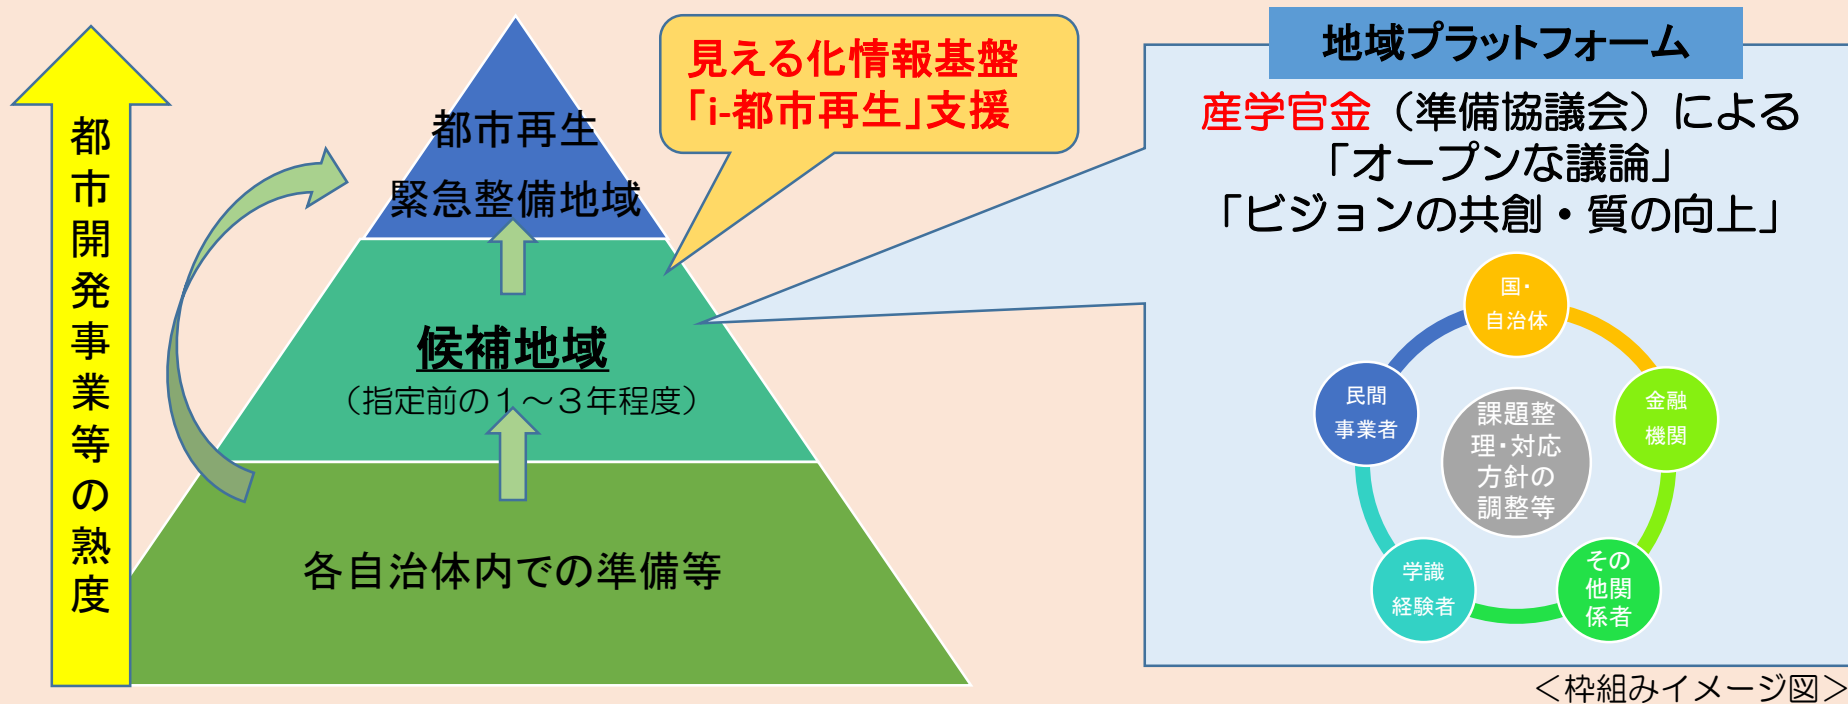 都市開発事業等の熟度
都市再生
緊急整備地域
候補地域
（指定前の１～３年程度）
各自治体内での準備等
見える化情報基盤
「i-都市再生」支援
地域プラットフォーム
産学官金（準備協議会）による
「オープンな議論」
「ビジョンの共創・質の向上」
国・
自治体
民間
事業者
金融
機関
課題整
理・対応
方針の
調整等
学識
経験者
その
他関
係者
＜枠組みイメージ図＞